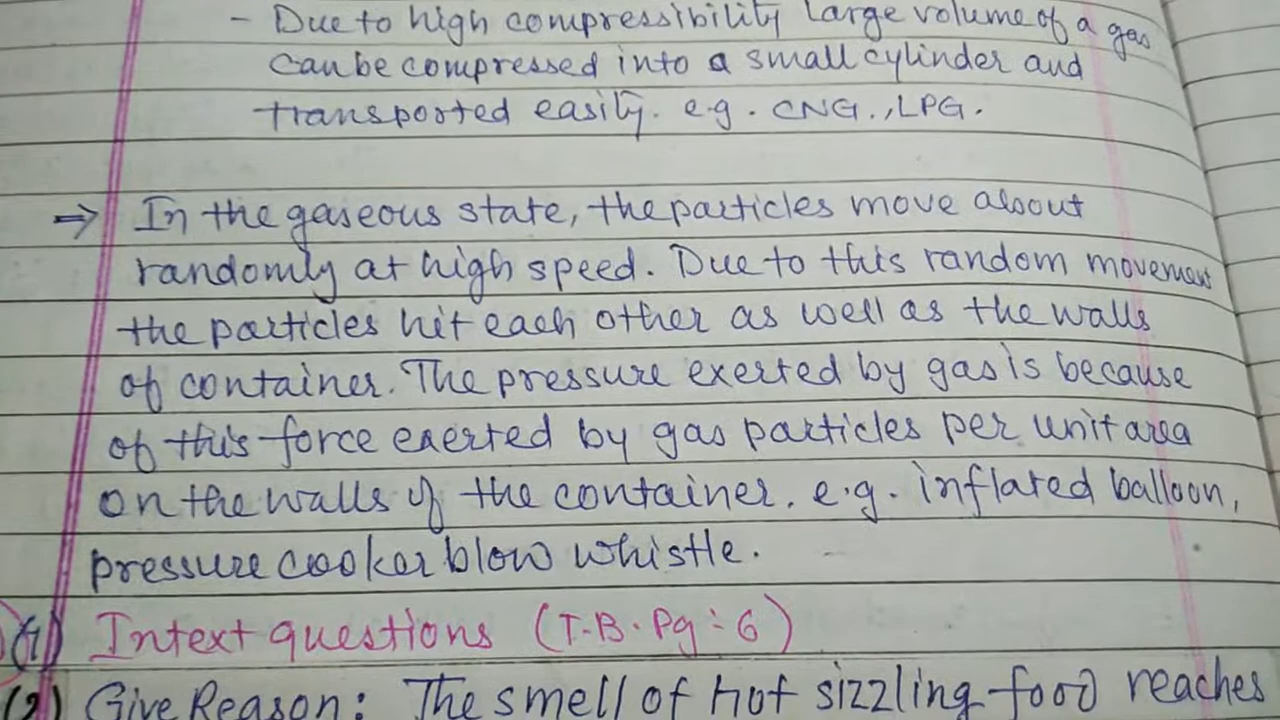 - Due to high compressibility large volume of a gas
can be compressed into a small cylinder and
transported easily. e.g. CNG., LPG.
⇒ In the gaseous state, the particles move about
randomly at high speed. Due to this random movement
the particles hit each other as well as the walls
of container. The pressure exerted by gas is because
of this force exerted by gas particles per unit area
on the walls of the container. e.g. inflated balloon,
pressure cooker blow whistle.
(1) Intext questions (T.B. Pg : 6)
(2) Give Reason : The smell of hot sizzling food reaches